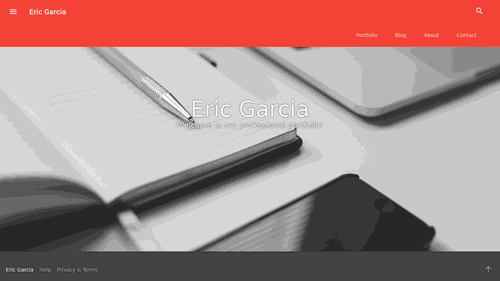 Eric Garcia
Portfolio Blog About Contact
Eric Garcia
Welcome to my professional portfolio!
Eric Garcia Help Privacy & Terms